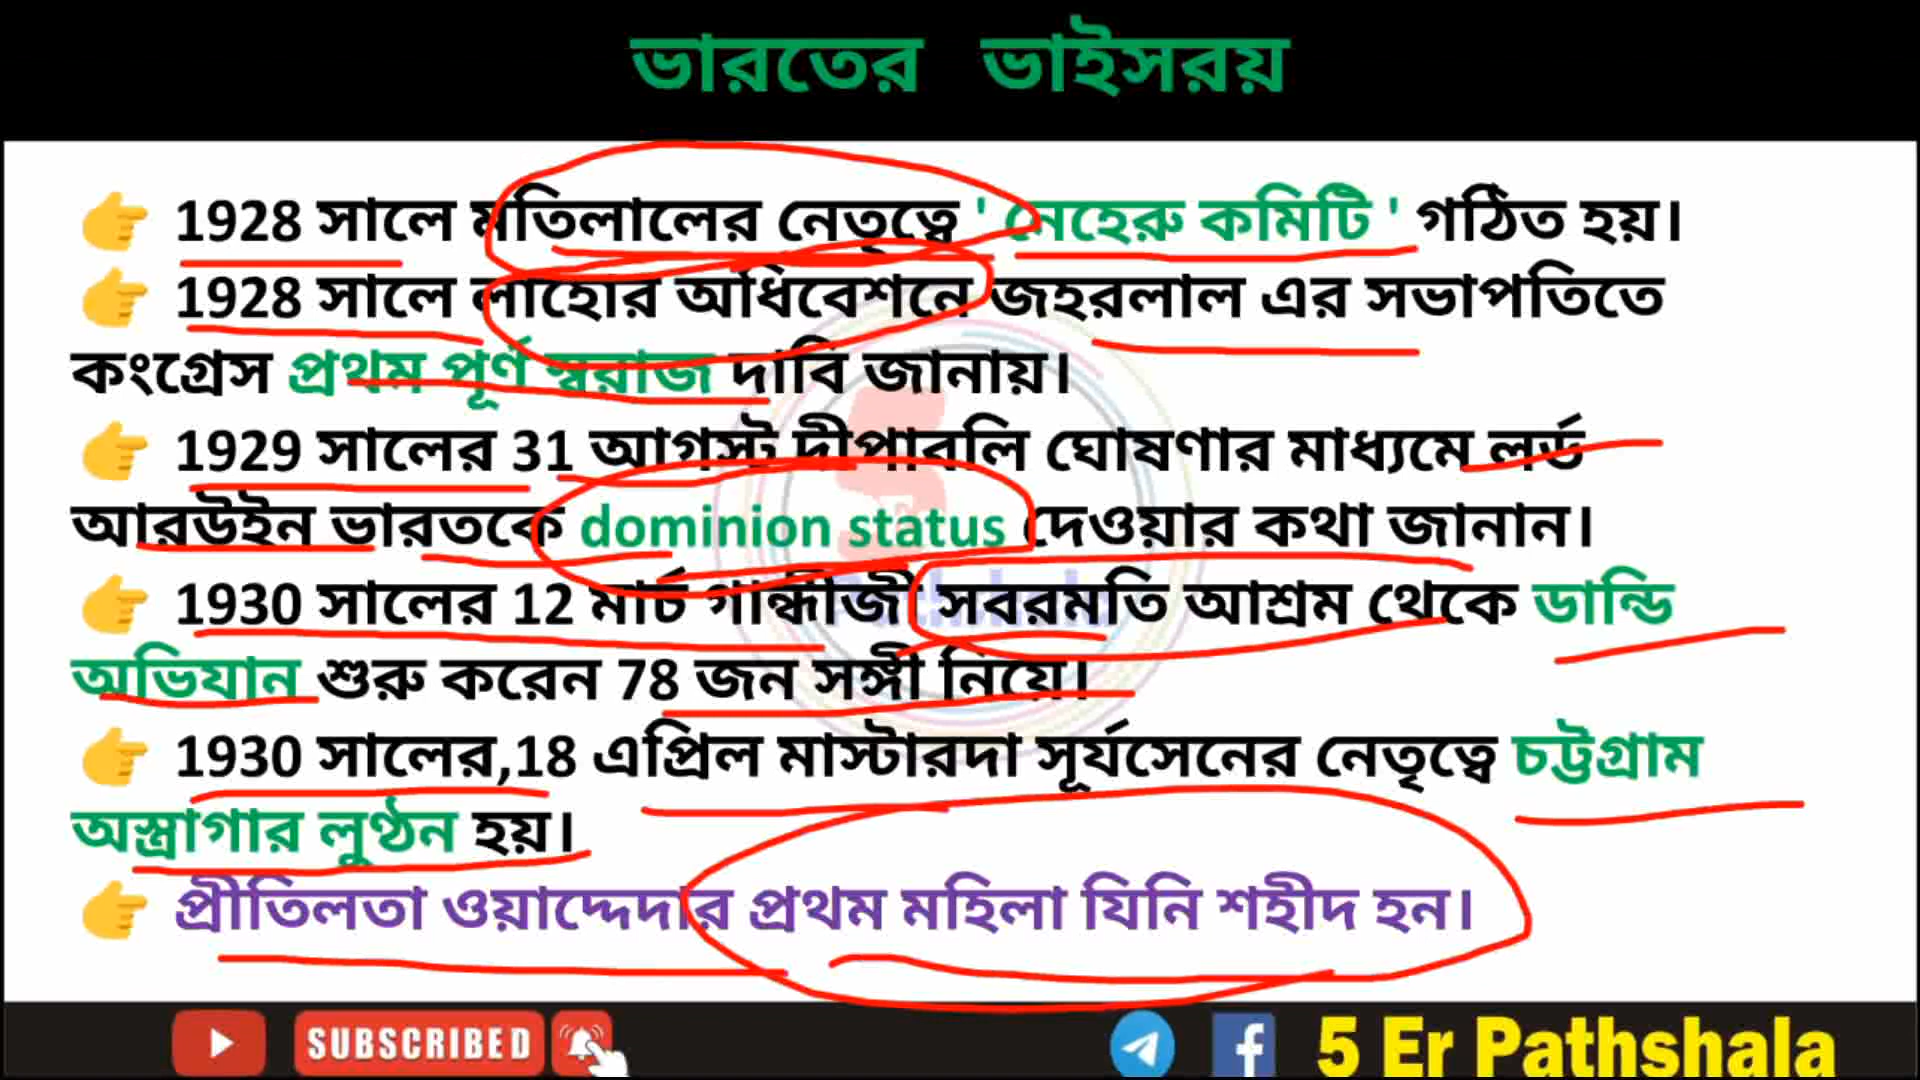 ভারতের ভাইসরয়
1928 সালে মতিলালের নেতৃত্বে ' নেহেরু কমিটি ' গঠিত হয়।
1928 সালে লাহোর অধিবেশনে জহরলাল এর সভাপতিতে
কংগ্রেস প্রথম পূর্ণ স্বরাজ দাবি জানায়।
1929 সালের 31 আগস্ট দীপাবলি ঘোষণার মাধ্যমে লর্ড
আরউইন ভারতকে dominion status দেওয়ার কথা জানান।
1930 সালের 12 মার্চ গান্ধীজী সবরমতি আশ্রম থেকে ডান্ডি
অভিযান শুরু করেন 78 জন সঙ্গী নিয়ে।
1930 সালের,18 এপ্রিল মাস্টারদা সূর্যসেনের নেতৃত্বে চট্টগ্রাম
অস্ত্রাগার লুণ্ঠন হয়।
প্রীতিলতা ওয়াদ্দেদার প্রথম মহিলা যিনি শহীদ হন।
SUBSCRIBED
5 Er Pathshala